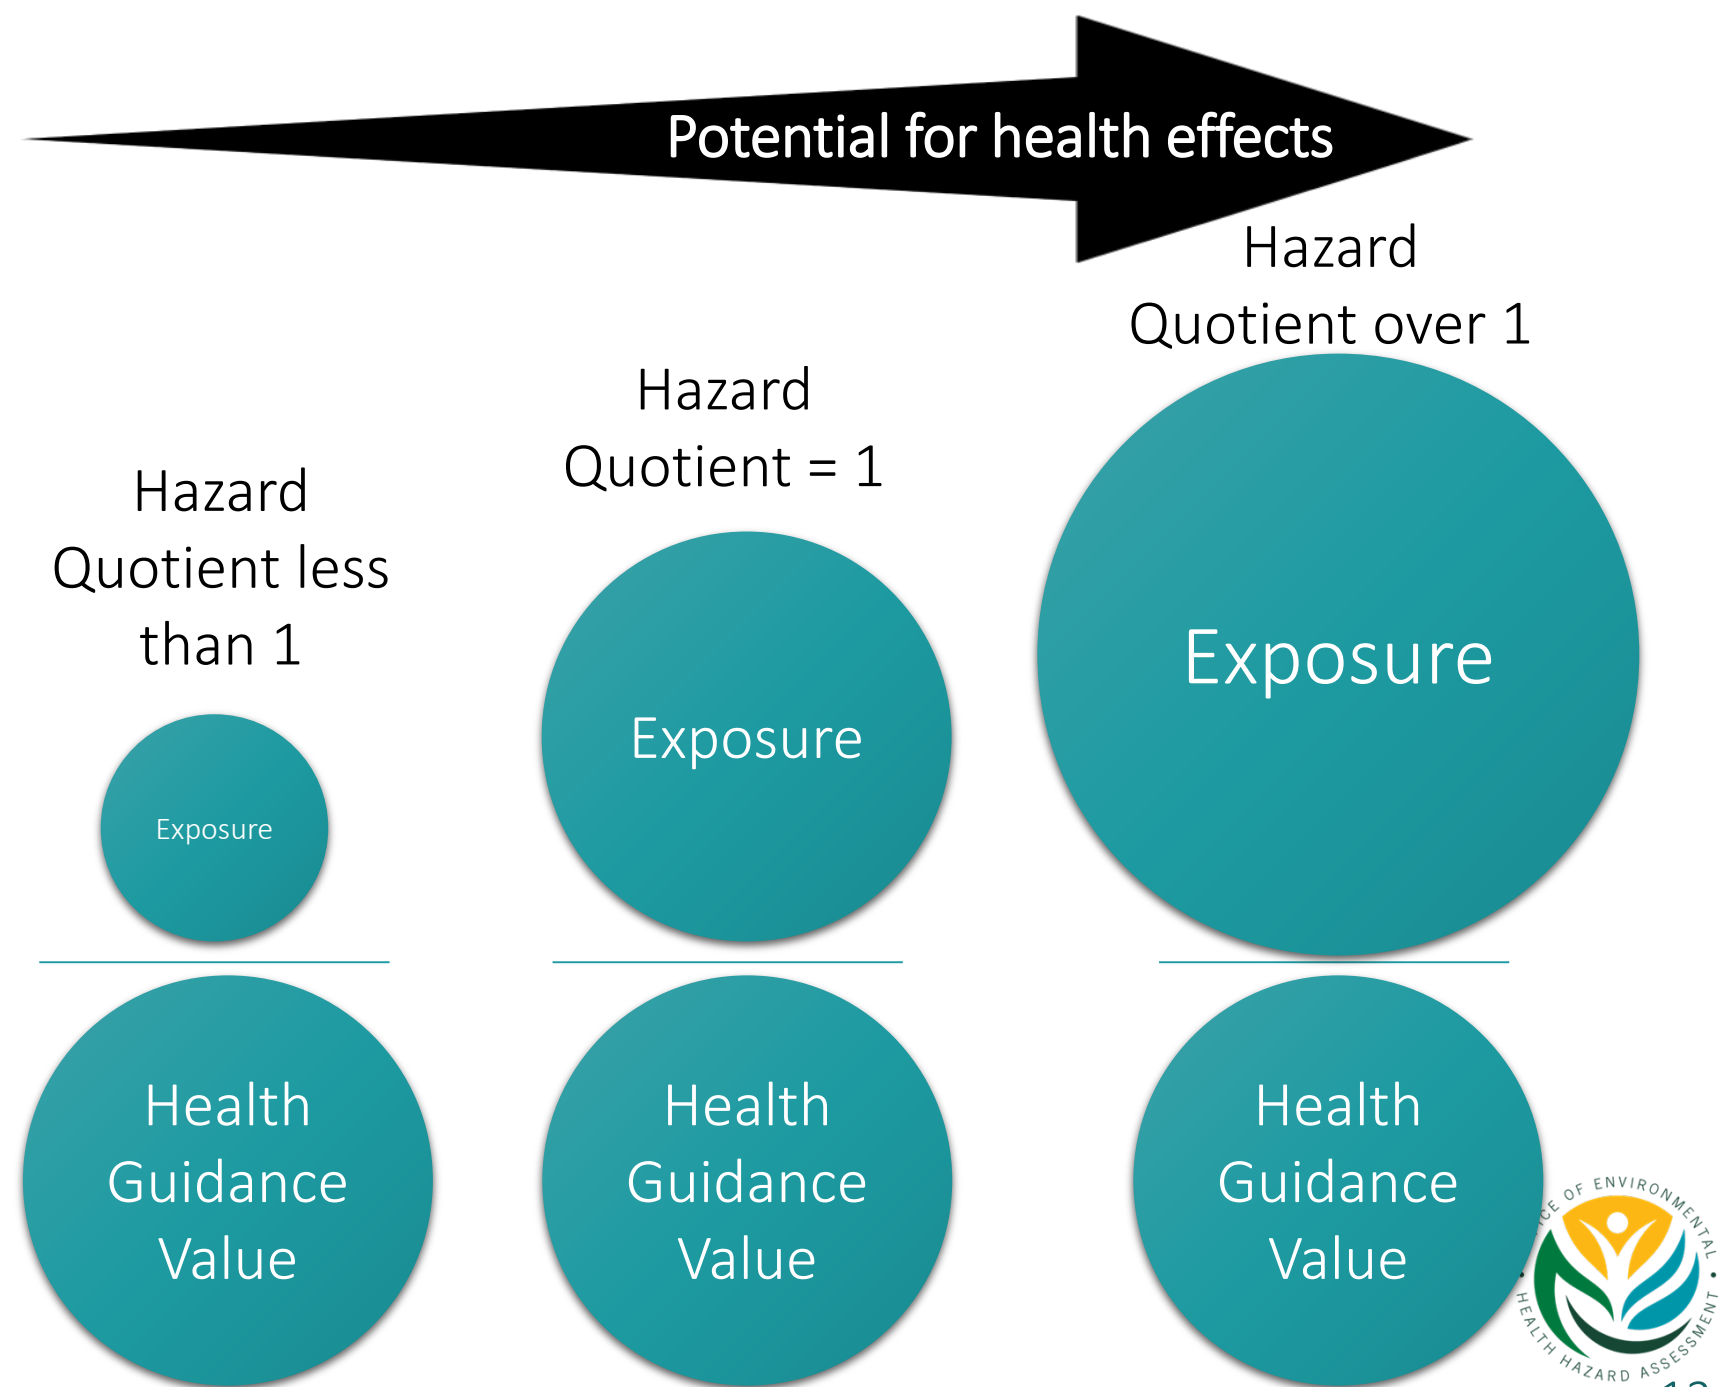 Potential for health effects
Hazard
Quotient less
than 1
Hazard
Quotient = 1
Hazard
Quotient over 1
Exposure
Exposure
Exposure
Health
Guidance
Value
Health
Guidance
Value
Health
Guidance
Value
OF ENVIRONMENTAL
HEALTH HAZARD ASSESSMENT